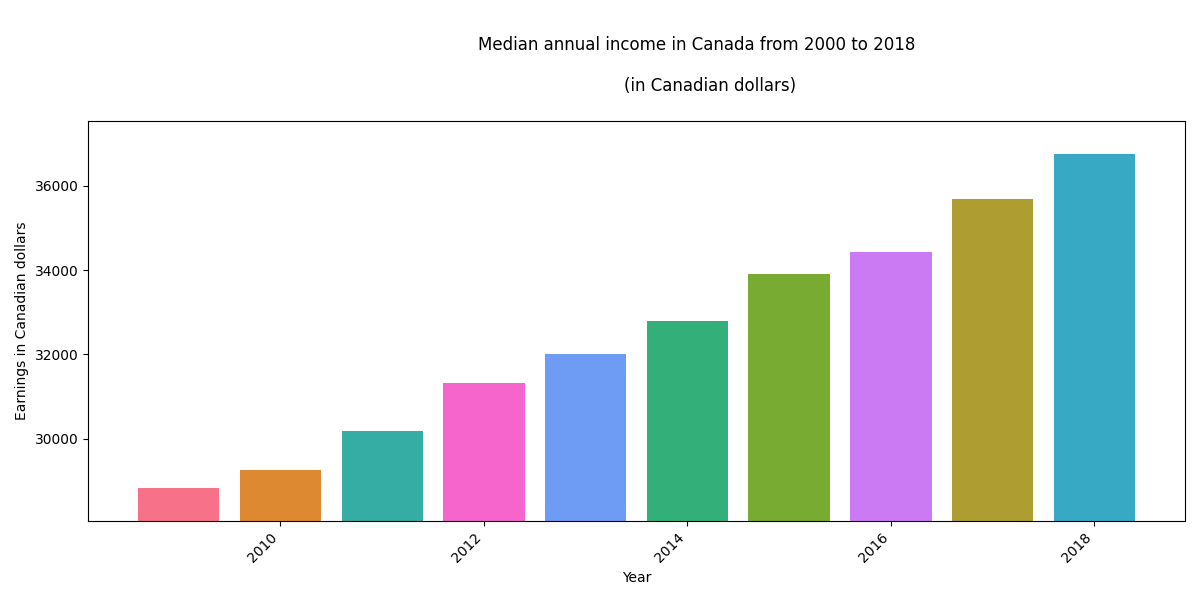 Median annual income in Canada from 2000 to 2018
(in Canadian dollars)
Earnings in Canadian dollars
36000
34000
32000
30000
2010
2012
2014
2016
2018
Year